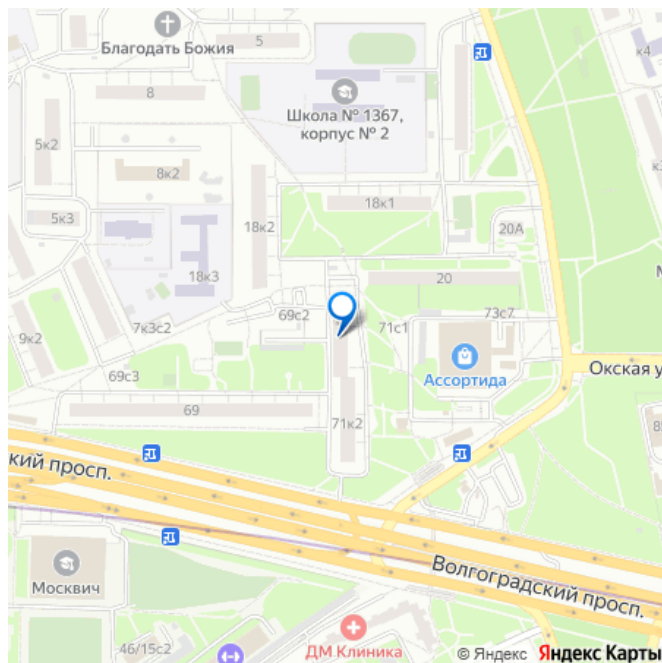 Благодать Божия
5
к4
8
Школа № 1367,
корпус № 2
5к2
8к2
18к1
5к3
18к2
20А
18к3
20
69с2
73с7
7к3с2
71с1
9к2
Ассортида
Окская у
69с3
69
71к2
кий просп.
Волгоградский просп.
Москвич
46/15с2
ДМ Клиника
© Яндекс Яндекс Карты